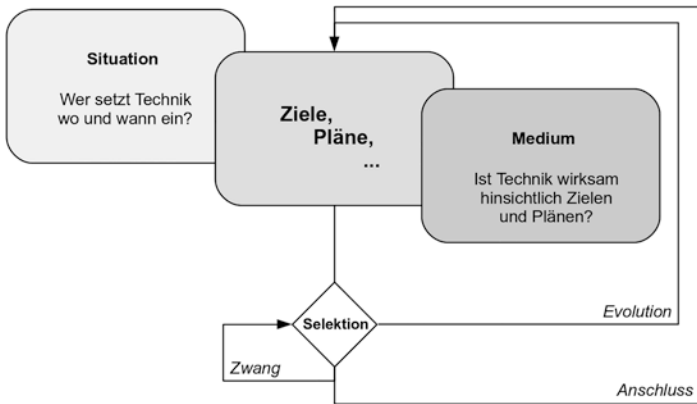 Situation
Wer setzt Technik
wo und wann ein?
Ziele,
Pläne,
...
Medium
Ist Technik wirksam
hinsichtlich Zielen
und Plänen?
Selektion
Evolution
Zwang
Anschluss